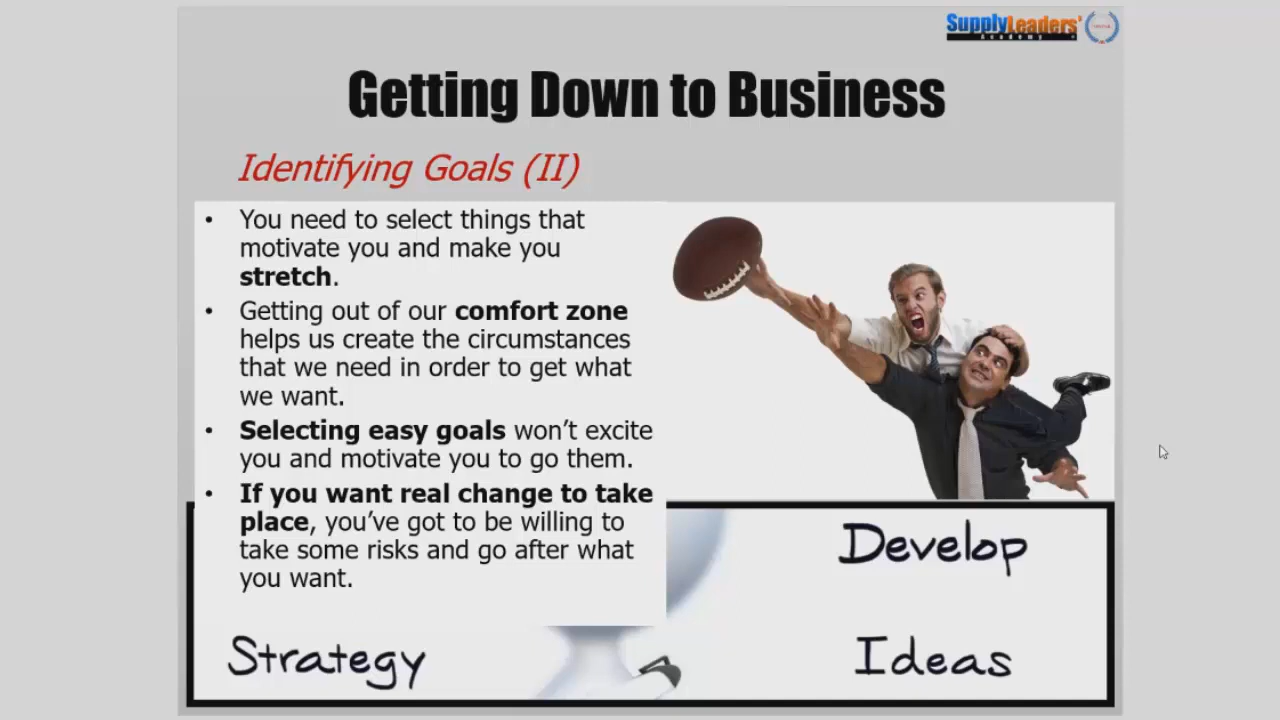 SupplyLeaders'
Academy
Getting Down to Business
Identifying Goals (II)
• You need to select things that
motivate you and make you
stretch.
• Getting out of our comfort zone
helps us create the circumstances
that we need in order to get what
we want.
• Selecting easy goals won't excite
you and motivate you to go them.
• If you want real change to take
place, you've got to be willing to
take some risks and go after what
you want.
Develop
Strategy
Ideas